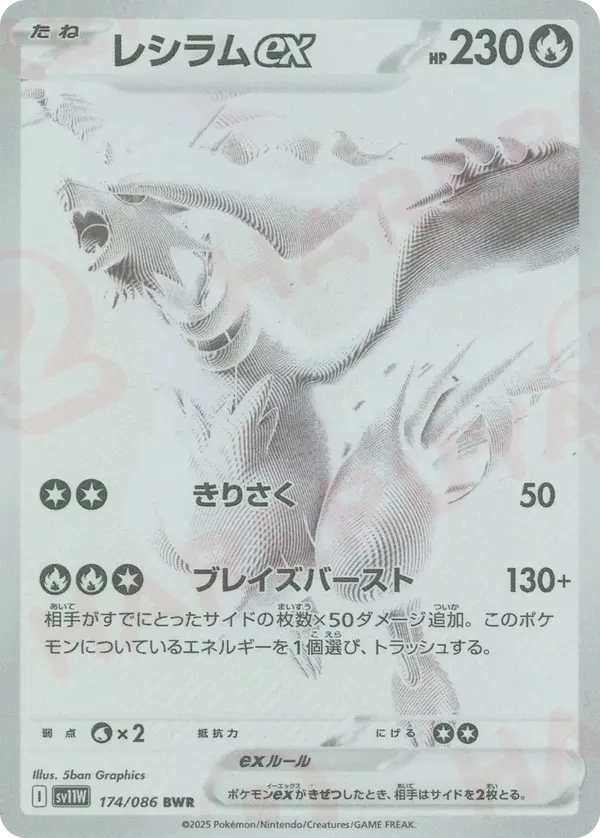 たね レシラムex HP230
きりさく 50
ブレイズバースト 130+
相手がすでにとったサイドの枚数×50ダメージ追加。このポケ
モンについているエネルギーを1個選び、トラッシュする。
弱点 ×2 抵抗力 にげる
exルール
ポケモンexがきぜつしたとき、相手はサイドを2枚とる。
Illus. 5ban Graphics
I sv11W 174/086 BWR
©2025 Pokémon/Nintendo/Creatures/GAME FREAK.